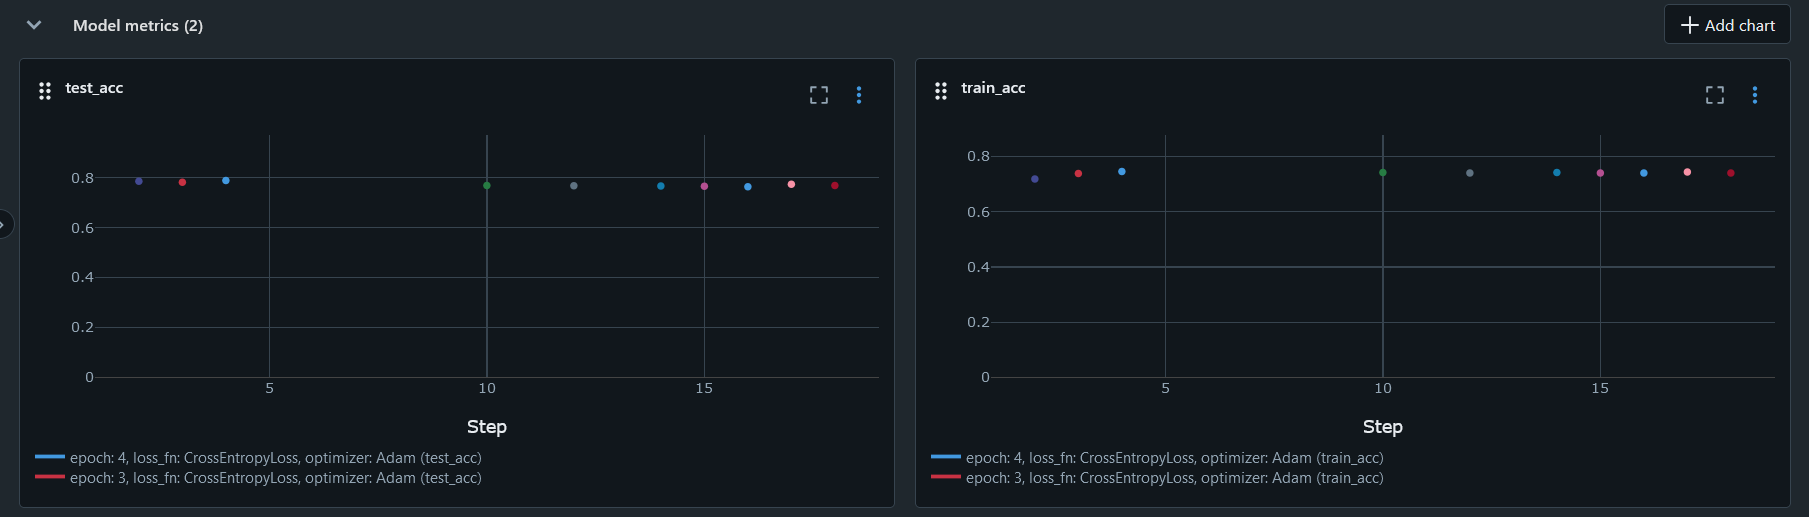 Model metrics (2)
Add chart
test_acc
0.8
0.6
0.4
0.2
0
5
10
15
Step
epoch: 4, loss_fn: CrossEntropyLoss, optimizer: Adam (test_acc)
epoch: 3, loss_fn: CrossEntropyLoss, optimizer: Adam (test_acc)
train_acc
0.8
0.6
0.4
0.2
0
5
10
15
Step
epoch: 4, loss_fn: CrossEntropyLoss, optimizer: Adam (train_acc)
epoch: 3, loss_fn: CrossEntropyLoss, optimizer: Adam (train_acc)